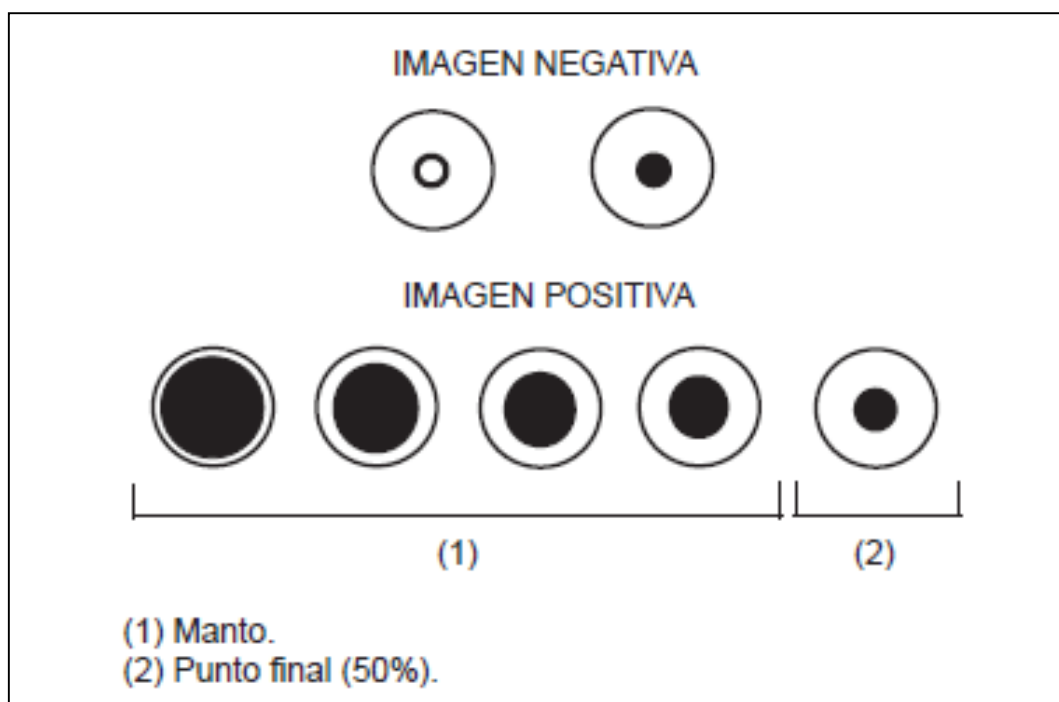 IMAGEN NEGATIVA
IMAGEN POSITIVA
(1) (2)
(1) Manto.
(2) Punto final (50%).